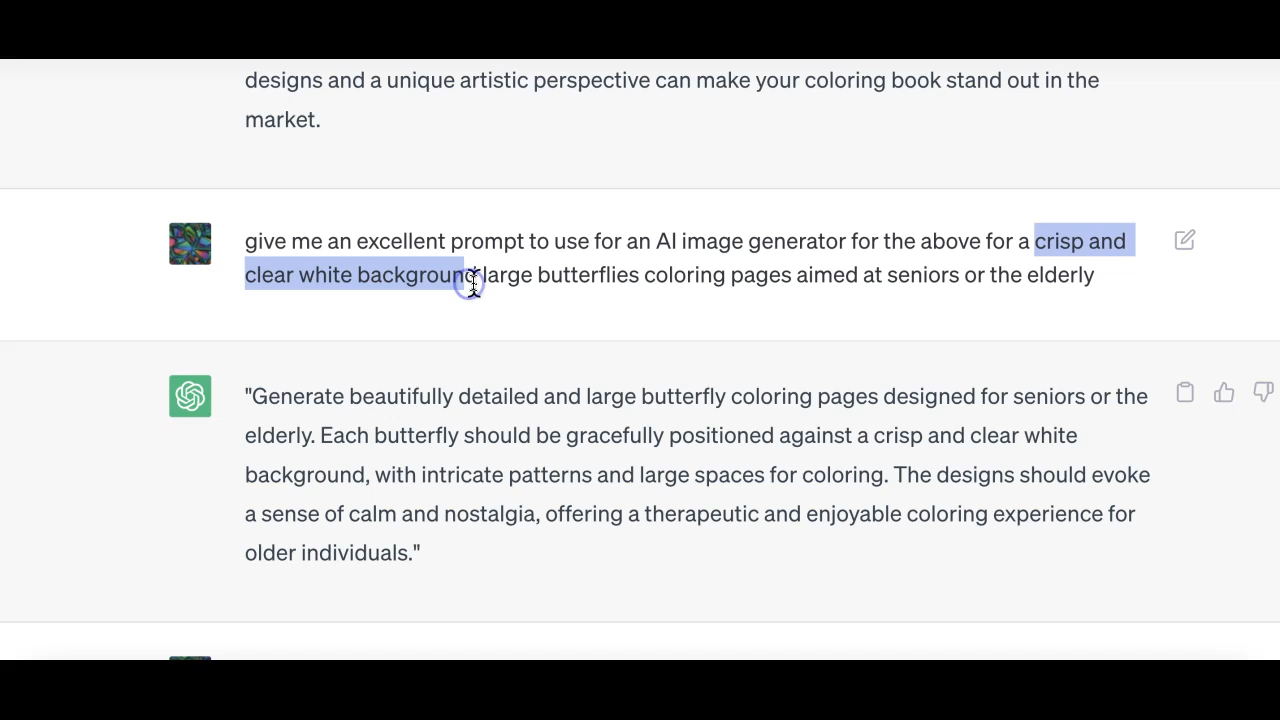 designs and a unique artistic perspective can make your coloring book stand out in the
market.
give me an excellent prompt to use for an AI image generator for the above for a crisp and
clear white background large butterflies coloring pages aimed at seniors or the elderly
"Generate beautifully detailed and large butterfly coloring pages designed for seniors or the
elderly. Each butterfly should be gracefully positioned against a crisp and clear white
background, with intricate patterns and large spaces for coloring. The designs should evoke
a sense of calm and nostalgia, offering a therapeutic and enjoyable coloring experience for
older individuals."